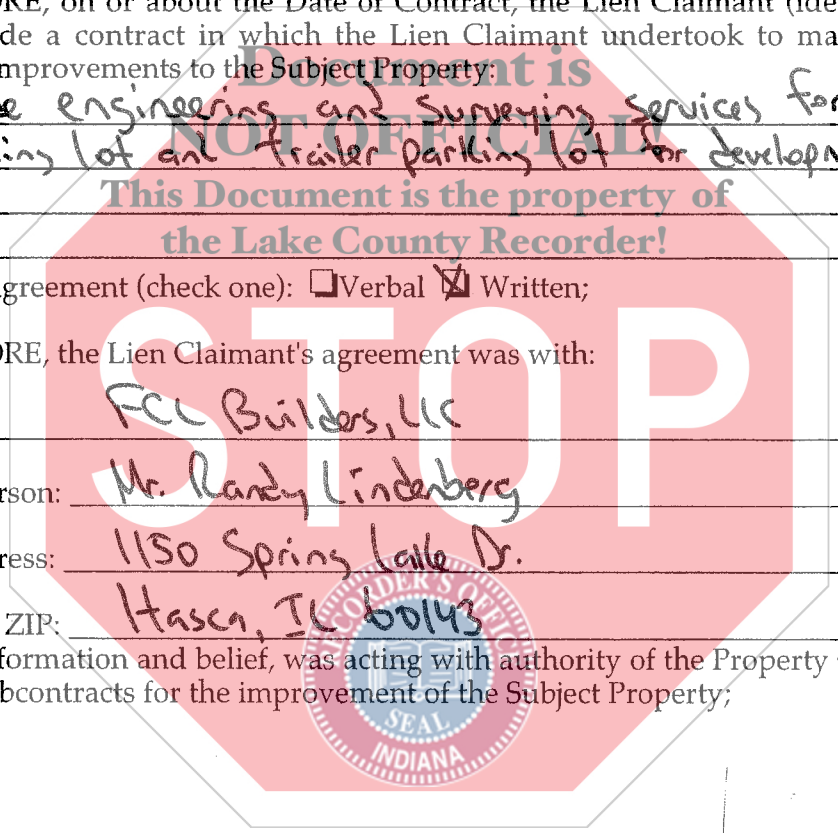 RE, on or about the Date of Contract, the Lien Claimant (ide
de a contract in which the Lien Claimant undertook to ma
mprovements to the Subject Property:
Document is
e engineering and surveying services for
NOT OFFICIAL!
ing lot and trailer parking lot for developm
This Document is the property of
the Lake County Recorder!
greement (check one): ☐Verbal ☒ Written;
RE, the Lien Claimant's agreement was with:
STOP
FCL Builders, LLC
rson: Mr. Randy Lindenberg
ress: 1150 Spring Lake Dr.
ZIP: Itasca, IL 60143
RECORDER'S OFFICE
formation and belief, was acting with authority of the Property
bcontracts for the improvement of the Subject Property;
SEAL
INDIANA